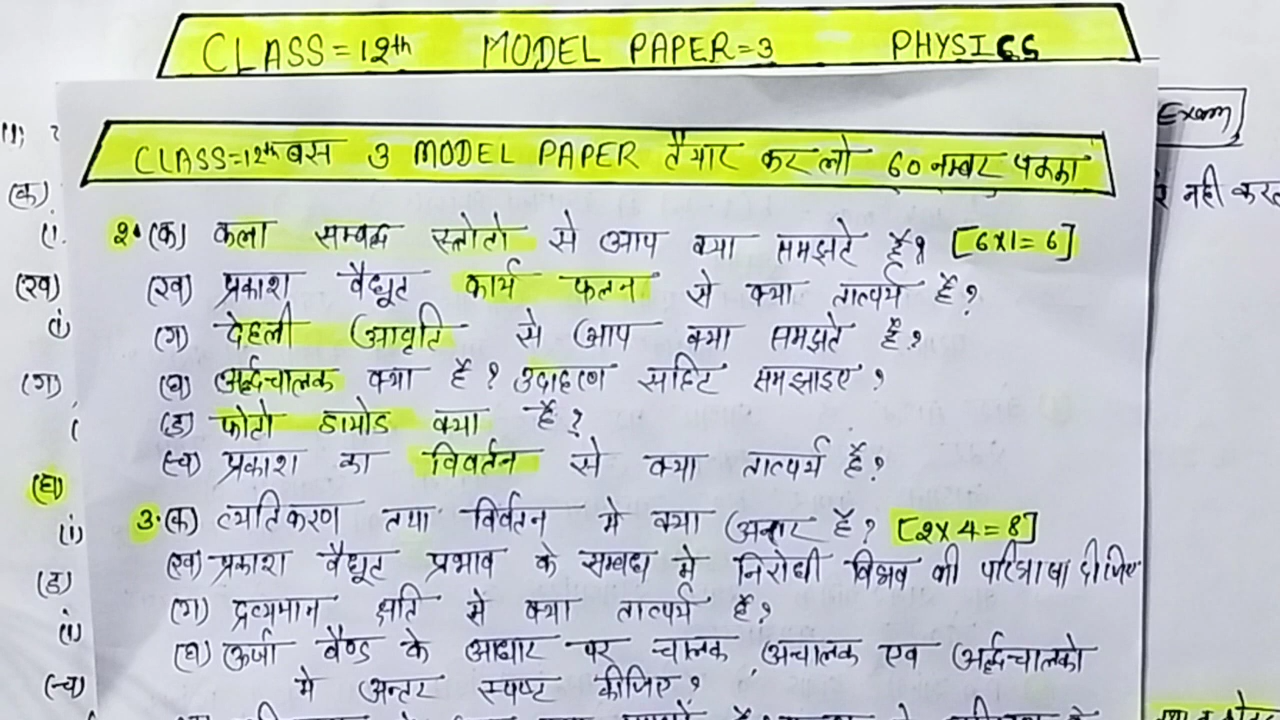 CLASS=12th MODEL PAPER=3 PHYSICS
Exam
CLASS=12th बस 3 MODEL PAPER तैयार कर लो 60 नम्बर पक्का
(क)
नही
2. (क) कला सम्बद्ध स्त्रोतो से आप क्या समझते है? [6x1=6]
(ख)
(ख) प्रकाश वैधूत कार्य फलन से क्या तात्पर्य है?
(i)
(ग) देहली आवृति से आप क्या समझते है?
(ग)
(घ) अर्द्धचालक क्या है? उदाहरण सहित समझाइए?
(ड) फोटो डायोड क्या है?
(च) प्रकाश का विवर्तन से क्या तात्पर्य है?
(घ)
3. (क) व्यतिकरण तथा विर्वतन मे क्या अन्तर है? [2x4=8]
(i)
(ख) प्रकाश वैधूत प्रभाव के सम्बध मे निरोधी विभव की परिभाषा दीजिए
(ड)
(ग) द्रव्यमान क्षति से क्या तात्पर्य है?
(i)
(घ) ऊर्जा बैण्ड के आधार पर चालक, अचालक एव अर्द्धचालको
(च)
मे अन्तर स्पष्ट कीजिए?